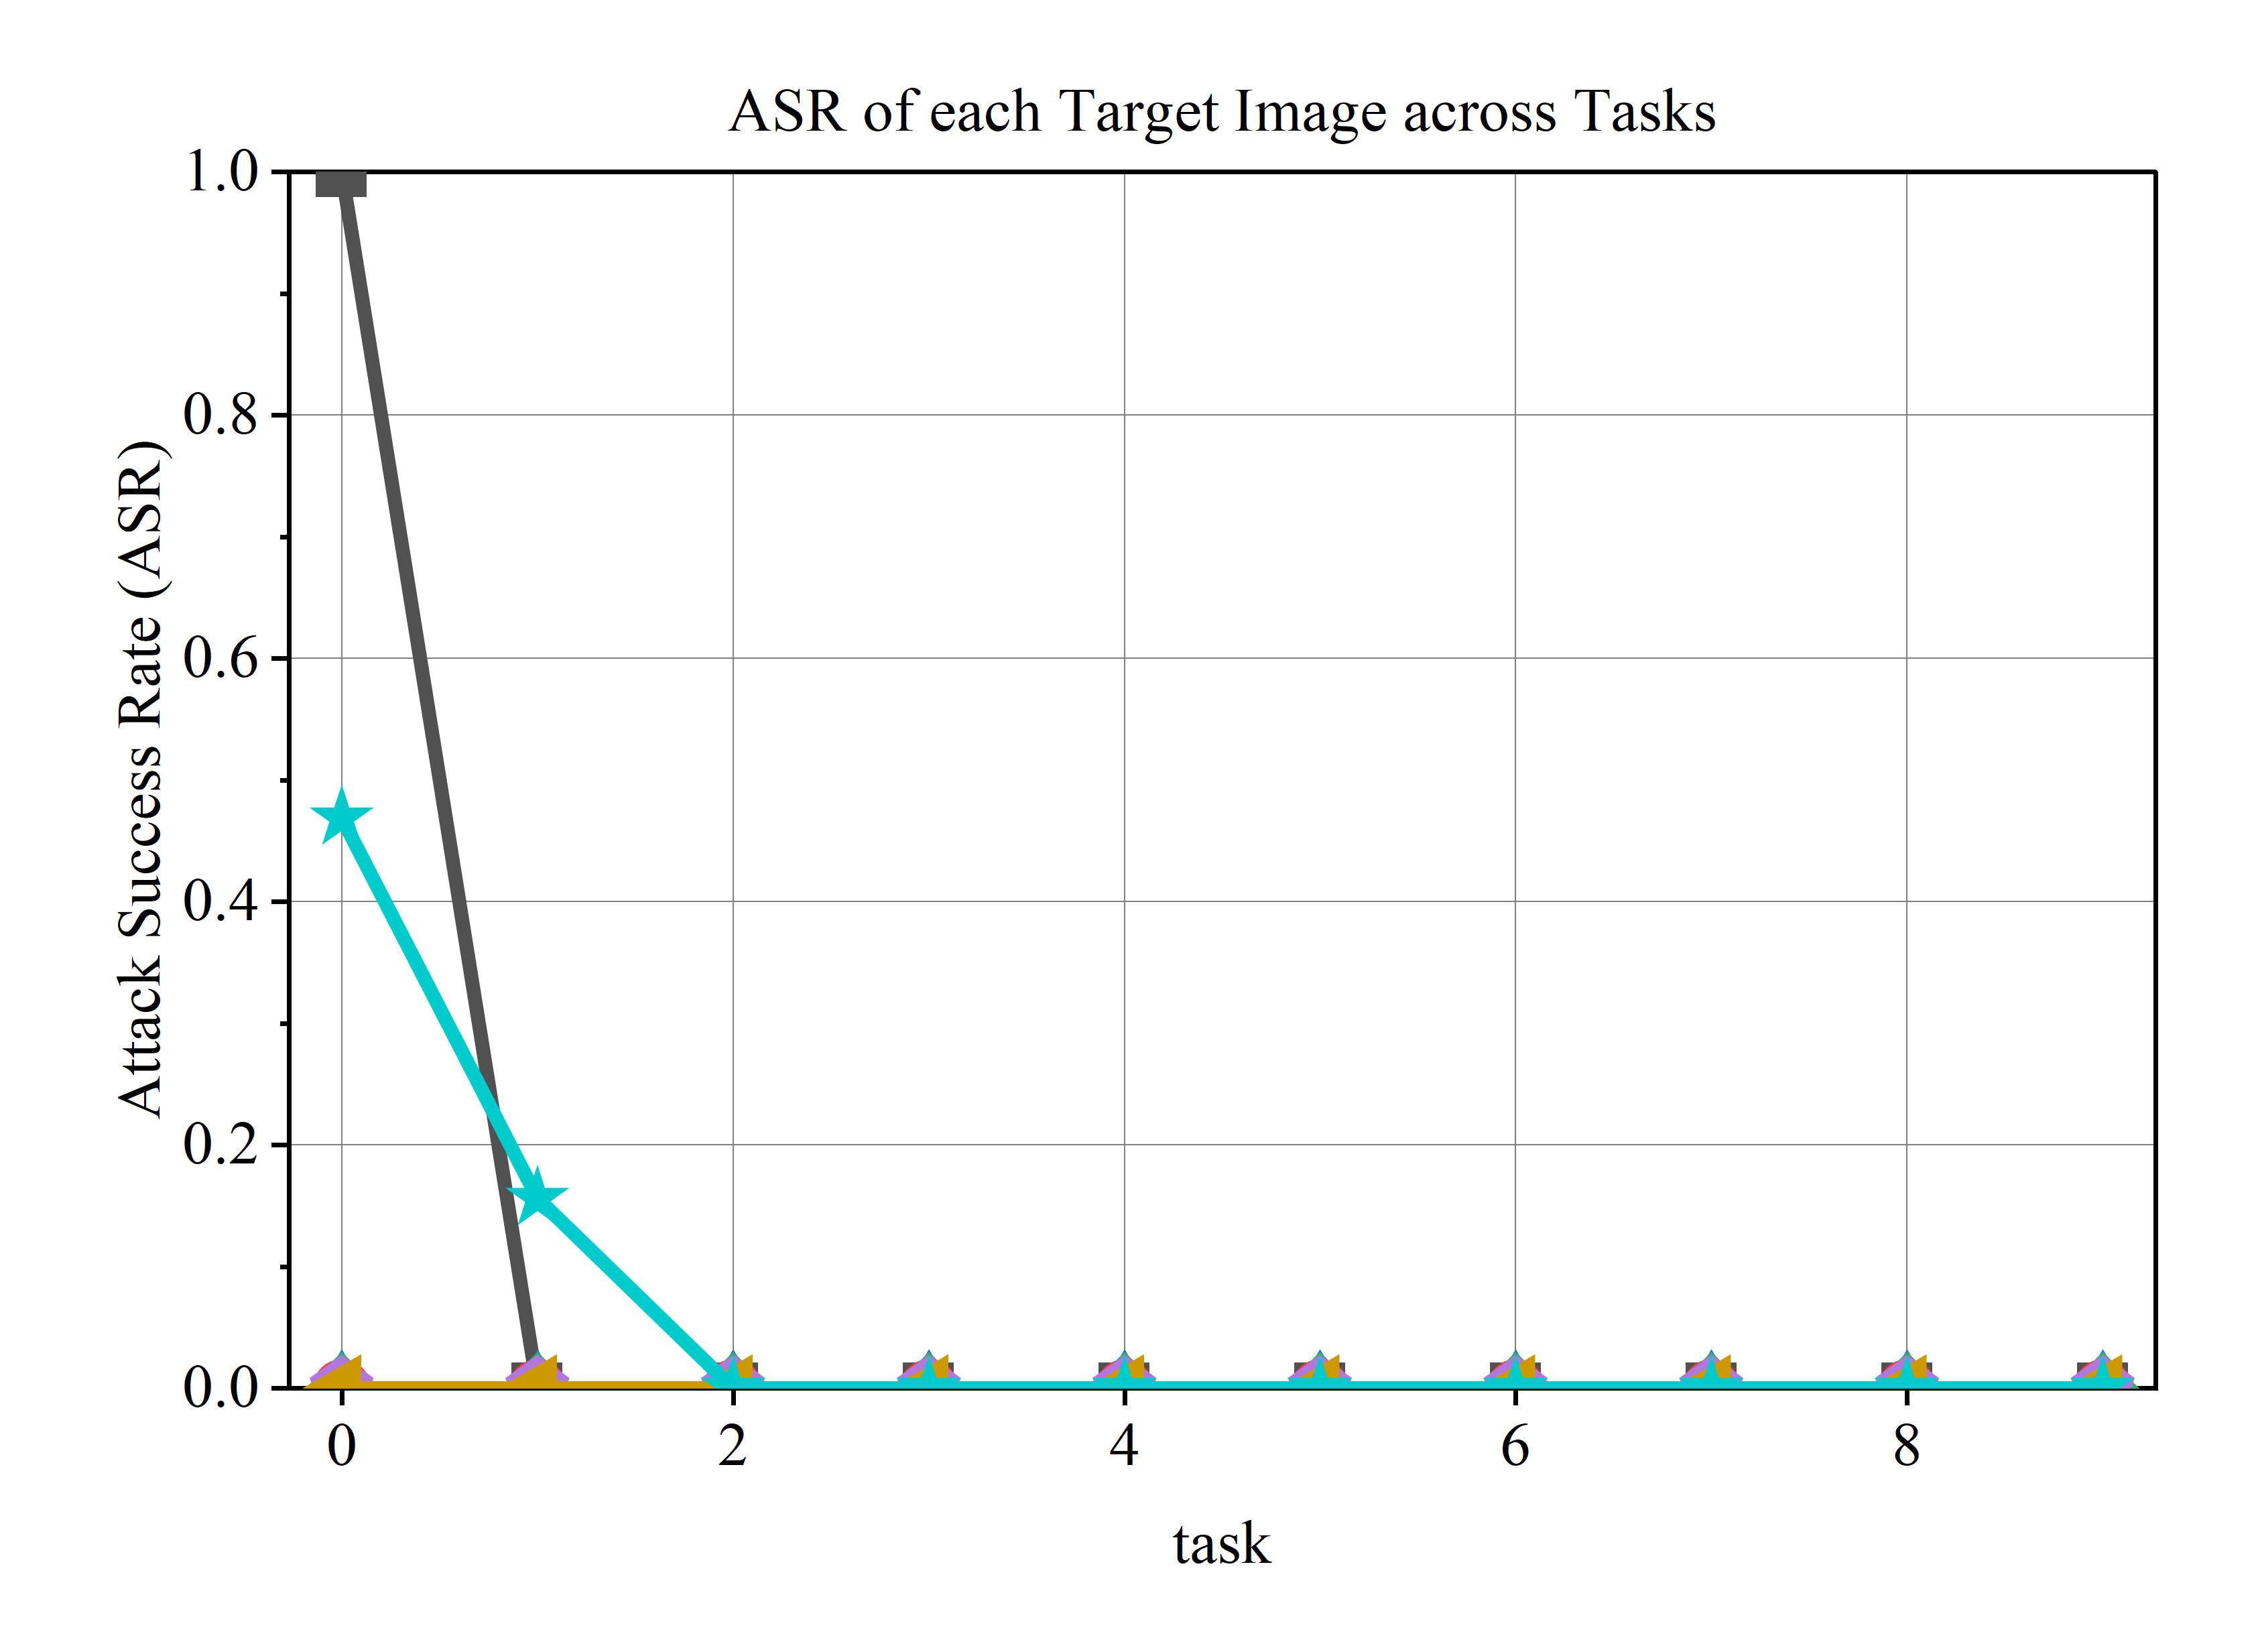 ASR of each Target Image across Tasks
Attack Success Rate (ASR)
1.0
0.8
0.6
0.4
0.2
0.0
0 2 4 6 8
task